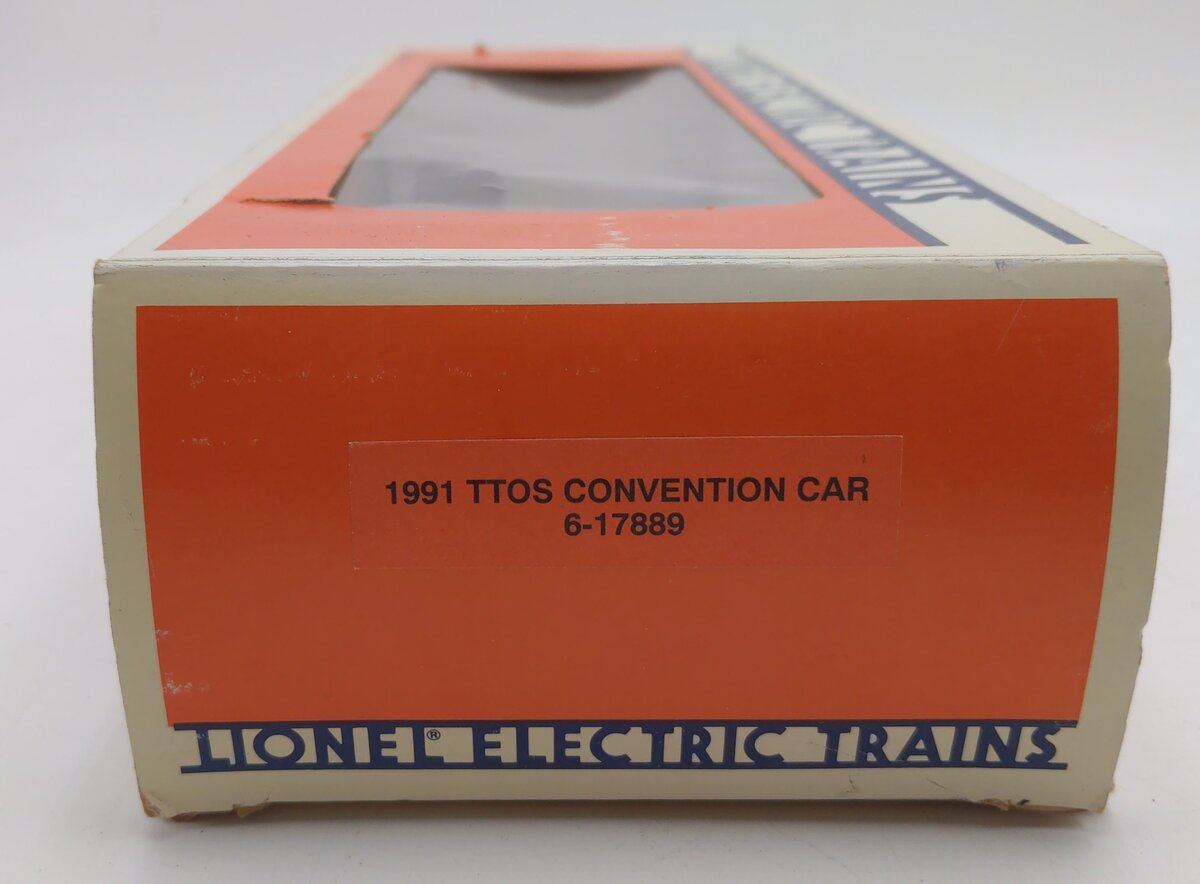 1991 TTOS CONVENTION CAR
6-17889
LIONEL® ELECTRIC TRAINS